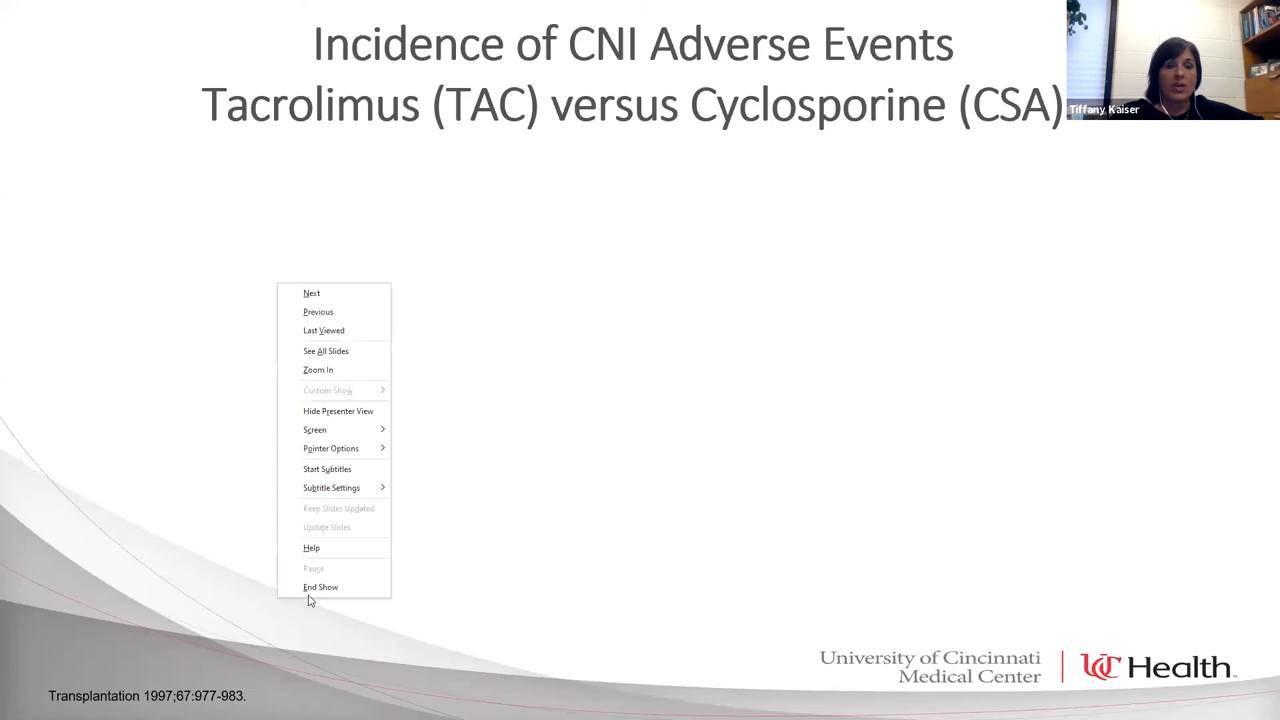 Incidence of CNI Adverse Events
Tacrolimus (TAC) versus Cyclosporine (CSA)
Tiffany Kaiser
Next
Previous
Last Viewed
See All Slides
Zoom In
Custom Show
Hide Presenter View
Screen
Pointer Options
Start Subtitles
Subtitle Settings
Keep Slides Updated
Update Slides
Help
Pause
End Show
University of Cincinnati
Medical Center
UC Health
Transplantation 1997;67:977-983.